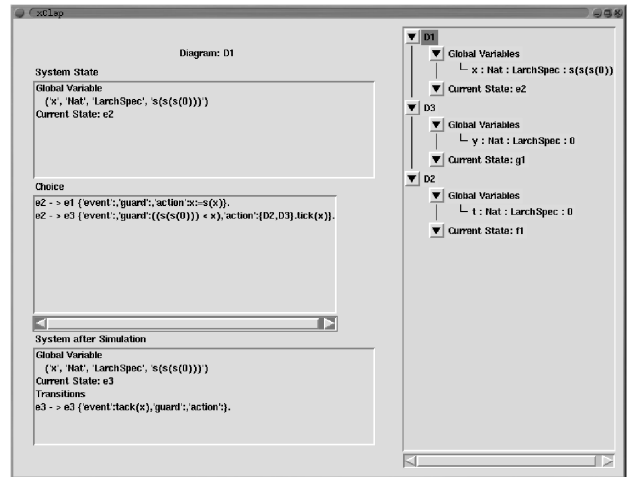 xClap
Diagram: D1
System State
Global Variable
('x', 'Nat', 'LarchSpec', 's(s(s(0)))')
Current State: e2
Choice
e2 - > e1 {'event':,'guard':,'action':x:=s(x)}.
e2 - > e3 {'event':,'guard':((s(s(0))) < x),'action':{D2,D3}.tick(x)}.
System after Simulation
Global Variable
('x', 'Nat', 'LarchSpec', 's(s(s(0)))')
Current State: e3
Transitions
e3 - > e3 {'event':tack(x),'guard':,'action':}.
D1
Global Variables
x : Nat : LarchSpec : s(s(s(0))
Current State: e2
D3
Global Variables
y : Nat : LarchSpec : 0
Current State: g1
D2
Global Variables
t : Nat : LarchSpec : 0
Current State: f1